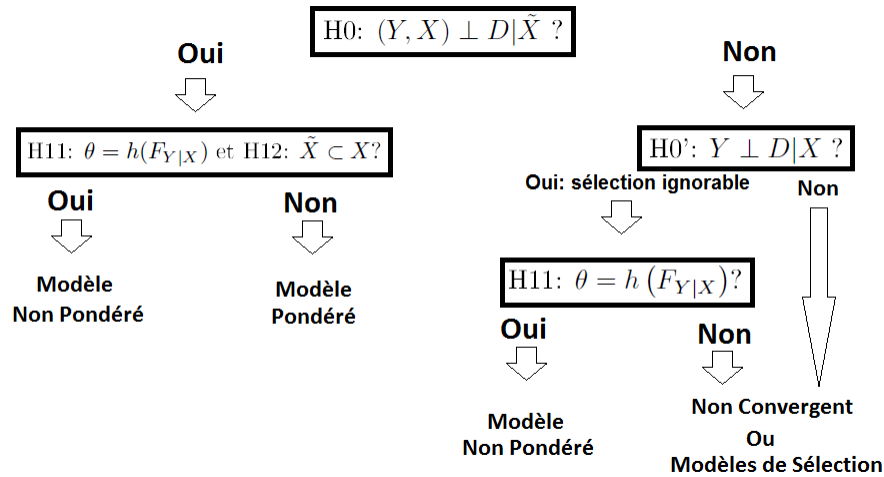 H0: (Y, X) ⊥ D|X̃ ?
Oui
Non
H11: θ = h(F_{Y|X}) et H12: X̃ ⊂ X?
H0': Y ⊥ D|X ?
Oui: sélection ignorable
Non
Oui
Non
H11: θ = h (F_{Y|X})?
Modèle
Non Pondéré
Modèle
Pondéré
Oui
Non
Modèle
Non Pondéré
Non Convergent
Ou
Modèles de Sélection